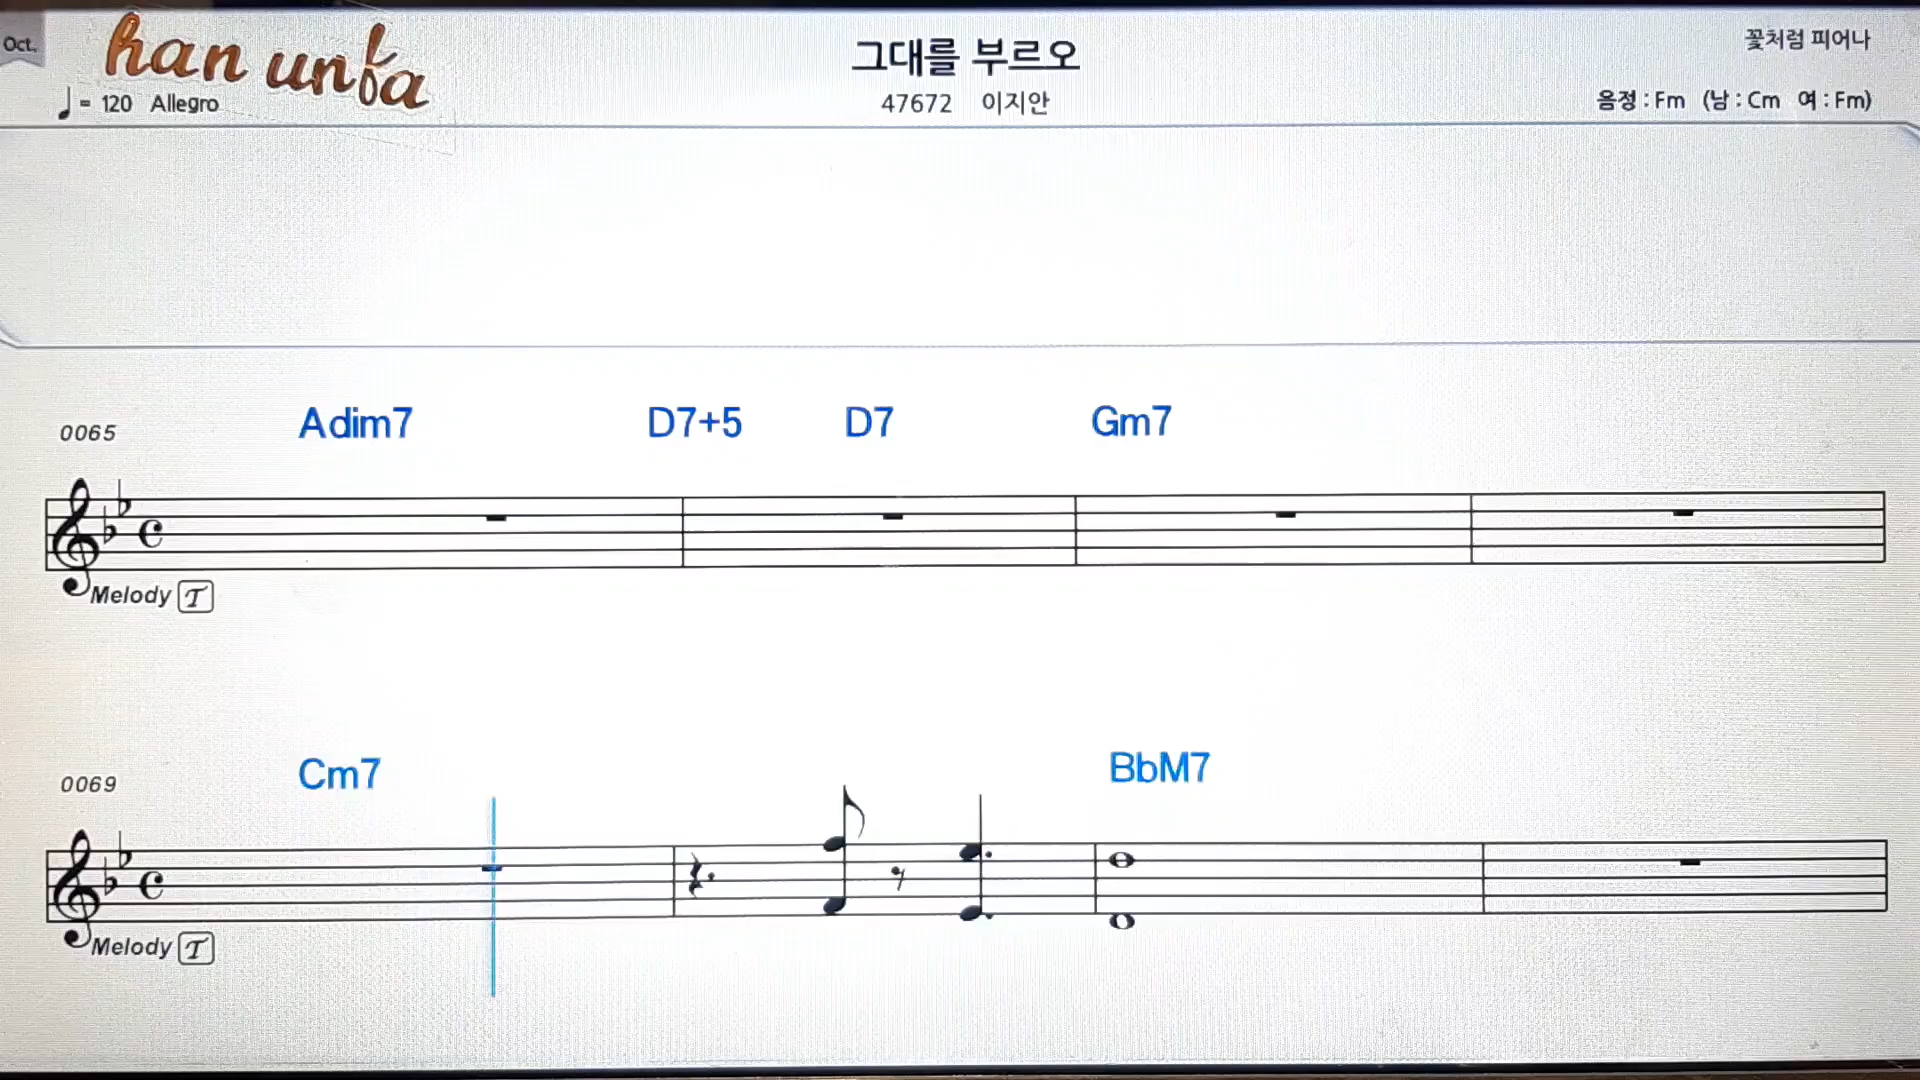 Oct.
han unfa
꽃처럼 피어나
그대를 부르오
♩ = 120 Allegro
47672 이지안
음정 : Fm (남 : Cm 여 : Fm)
0065 Adim7 D7+5 D7 Gm7
Melody T
0069 Cm7 BbM7
Melody T